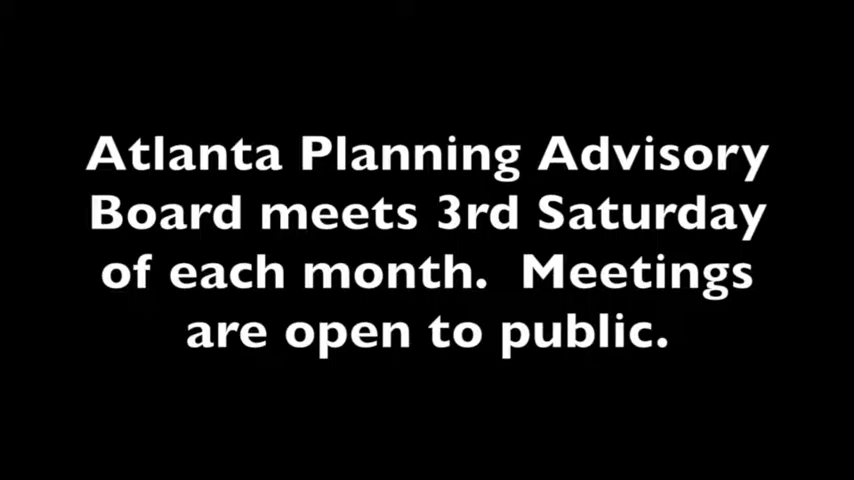 Atlanta Planning Advisory
Board meets 3rd Saturday
of each month.  Meetings
are open to public.